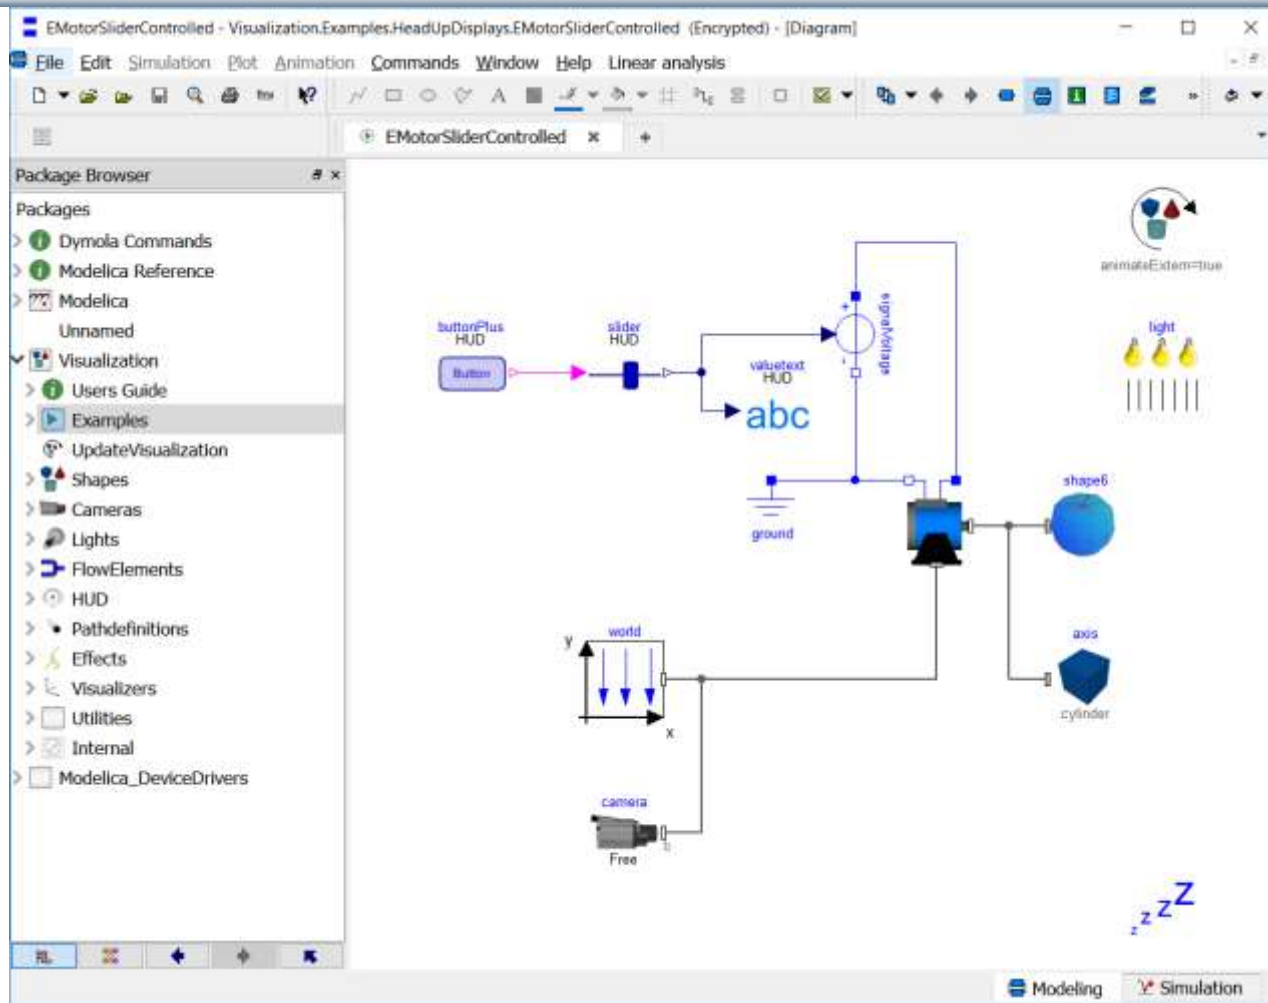 EMotorSliderControlled - Visualization.Examples.HeadUpDisplays.EMotorSliderControlled (Encrypted) - [Diagram]
File Edit Simulation Plot Animation Commands Window Help Linear analysis
EMotorSliderControlled
Package Browser
Packages
Dymola Commands
Modelica Reference
Modelica
Unnamed
Visualization
Users Guide
Examples
UpdateVisualization
Shapes
Cameras
Lights
FlowElements
HUD
Pathdefinitions
Effects
Visualizers
Utilities
Internal
Modelica_DeviceDrivers
animateExtern=true
light
buttonPlus
HUD
Button
slider
HUD
signalVoltage
valuetext
HUD
abc
ground
shape6
axis
cylinder
world
y
x
camera
Free
z z z Z
Modeling Simulation